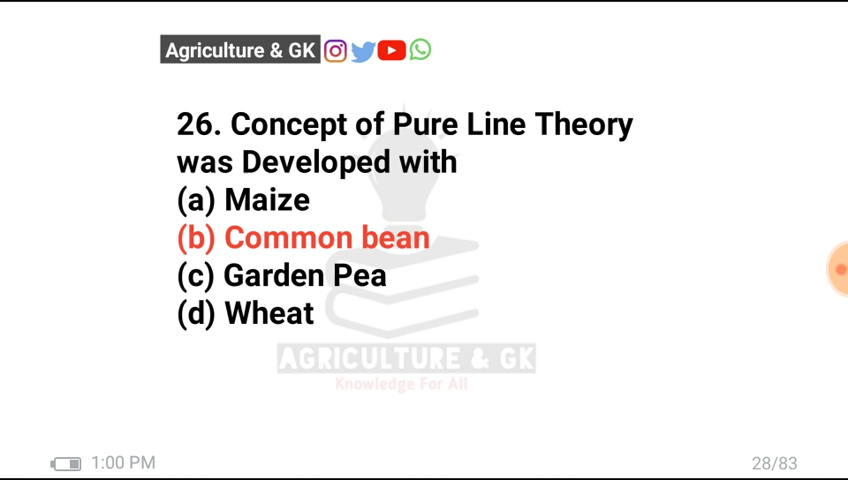 Agriculture & GK
26. Concept of Pure Line Theory
was Developed with
(a) Maize
(b) Common bean
(c) Garden Pea
(d) Wheat
AGRICULTURE & GK
Knowledge For All
1:00 PM
28/83